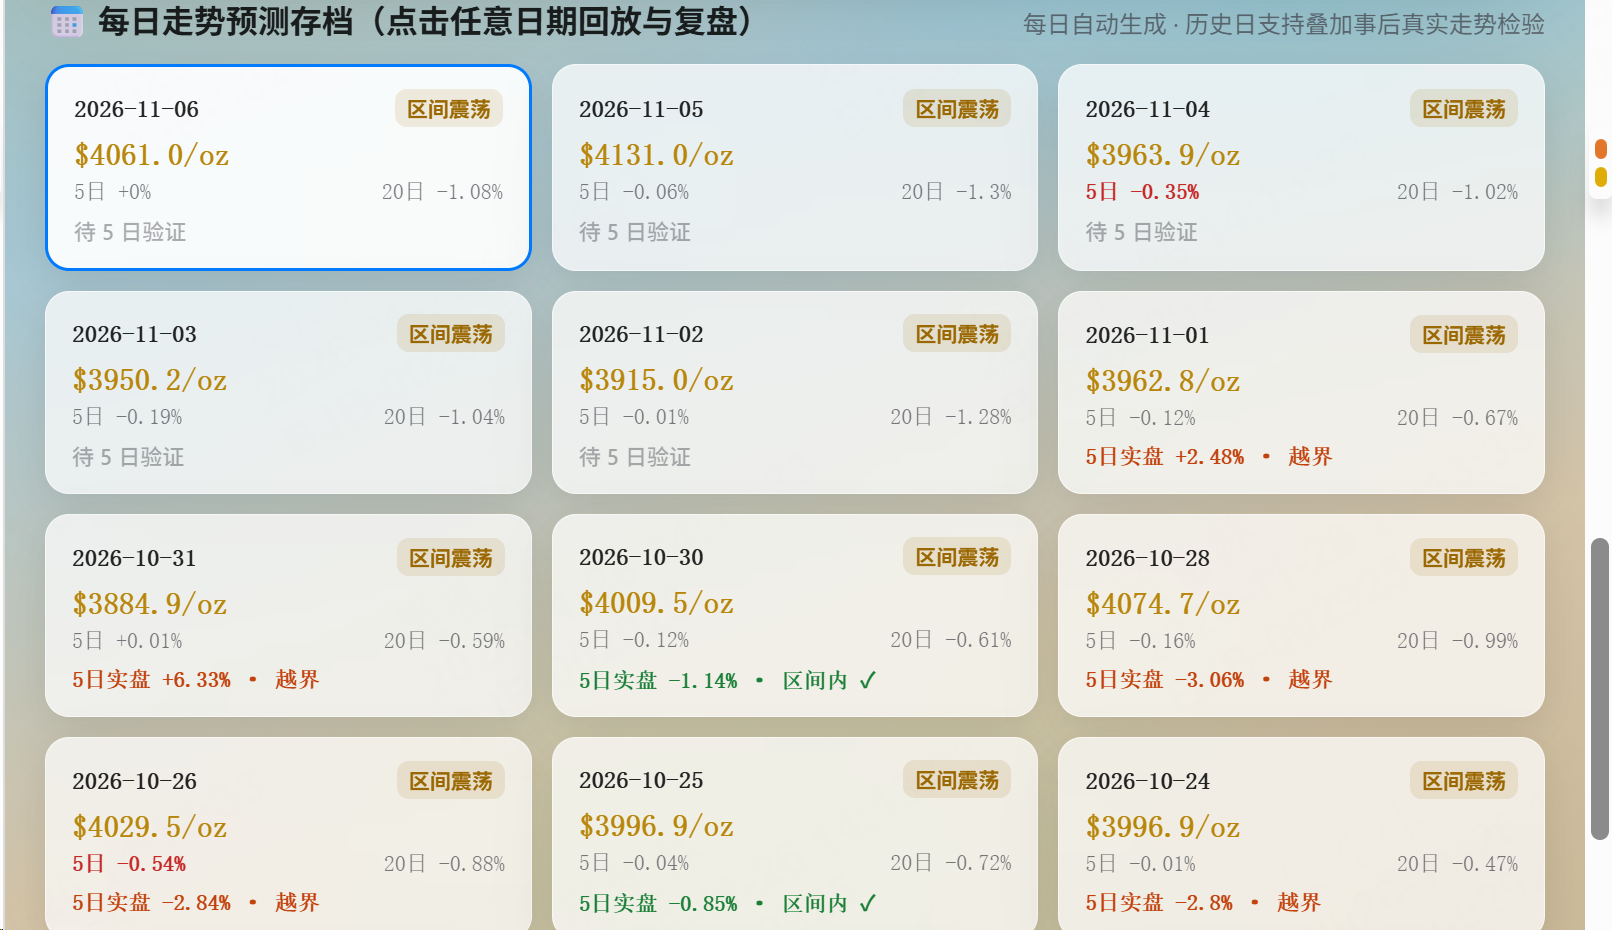 每日走势预测存档（点击任意日期回放与复盘）
每日自动生成 · 历史日支持叠加事后真实走势检验
2026-11-06 区间震荡
$4061.0/oz
5日 +0% 20日 -1.08%
待 5 日验证
2026-11-05 区间震荡
$4131.0/oz
5日 -0.06% 20日 -1.3%
待 5 日验证
2026-11-04 区间震荡
$3963.9/oz
5日 -0.35% 20日 -1.02%
待 5 日验证
2026-11-03 区间震荡
$3950.2/oz
5日 -0.19% 20日 -1.04%
待 5 日验证
2026-11-02 区间震荡
$3915.0/oz
5日 -0.01% 20日 -1.28%
待 5 日验证
2026-11-01 区间震荡
$3962.8/oz
5日 -0.12% 20日 -0.67%
5日实盘 +2.48% • 越界
2026-10-31 区间震荡
$3884.9/oz
5日 +0.01% 20日 -0.59%
5日实盘 +6.33% • 越界
2026-10-30 区间震荡
$4009.5/oz
5日 -0.12% 20日 -0.61%
5日实盘 -1.14% • 区间内 ✓
2026-10-28 区间震荡
$4074.7/oz
5日 -0.16% 20日 -0.99%
5日实盘 -3.06% • 越界
2026-10-26 区间震荡
$4029.5/oz
5日 -0.54% 20日 -0.88%
5日实盘 -2.84% • 越界
2026-10-25 区间震荡
$3996.9/oz
5日 -0.04% 20日 -0.72%
5日实盘 -0.85% • 区间内 ✓
2026-10-24 区间震荡
$3996.9/oz
5日 -0.01% 20日 -0.47%
5日实盘 -2.8% • 越界